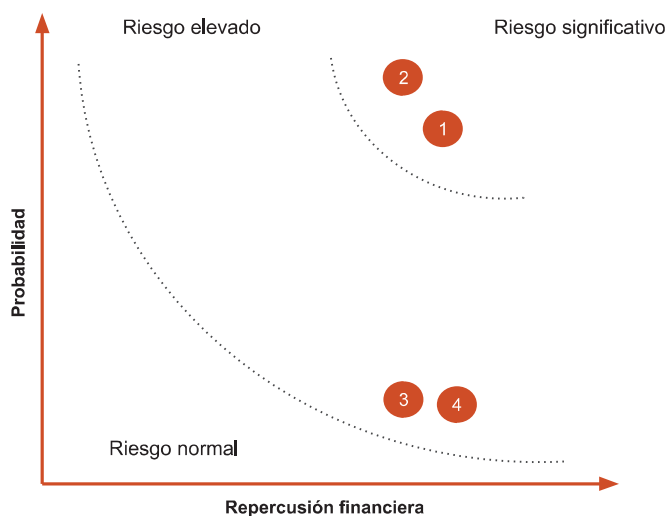 Riesgo elevado
Riesgo significativo
2
1
Probabilidad
3
4
Riesgo normal
Repercusión financiera